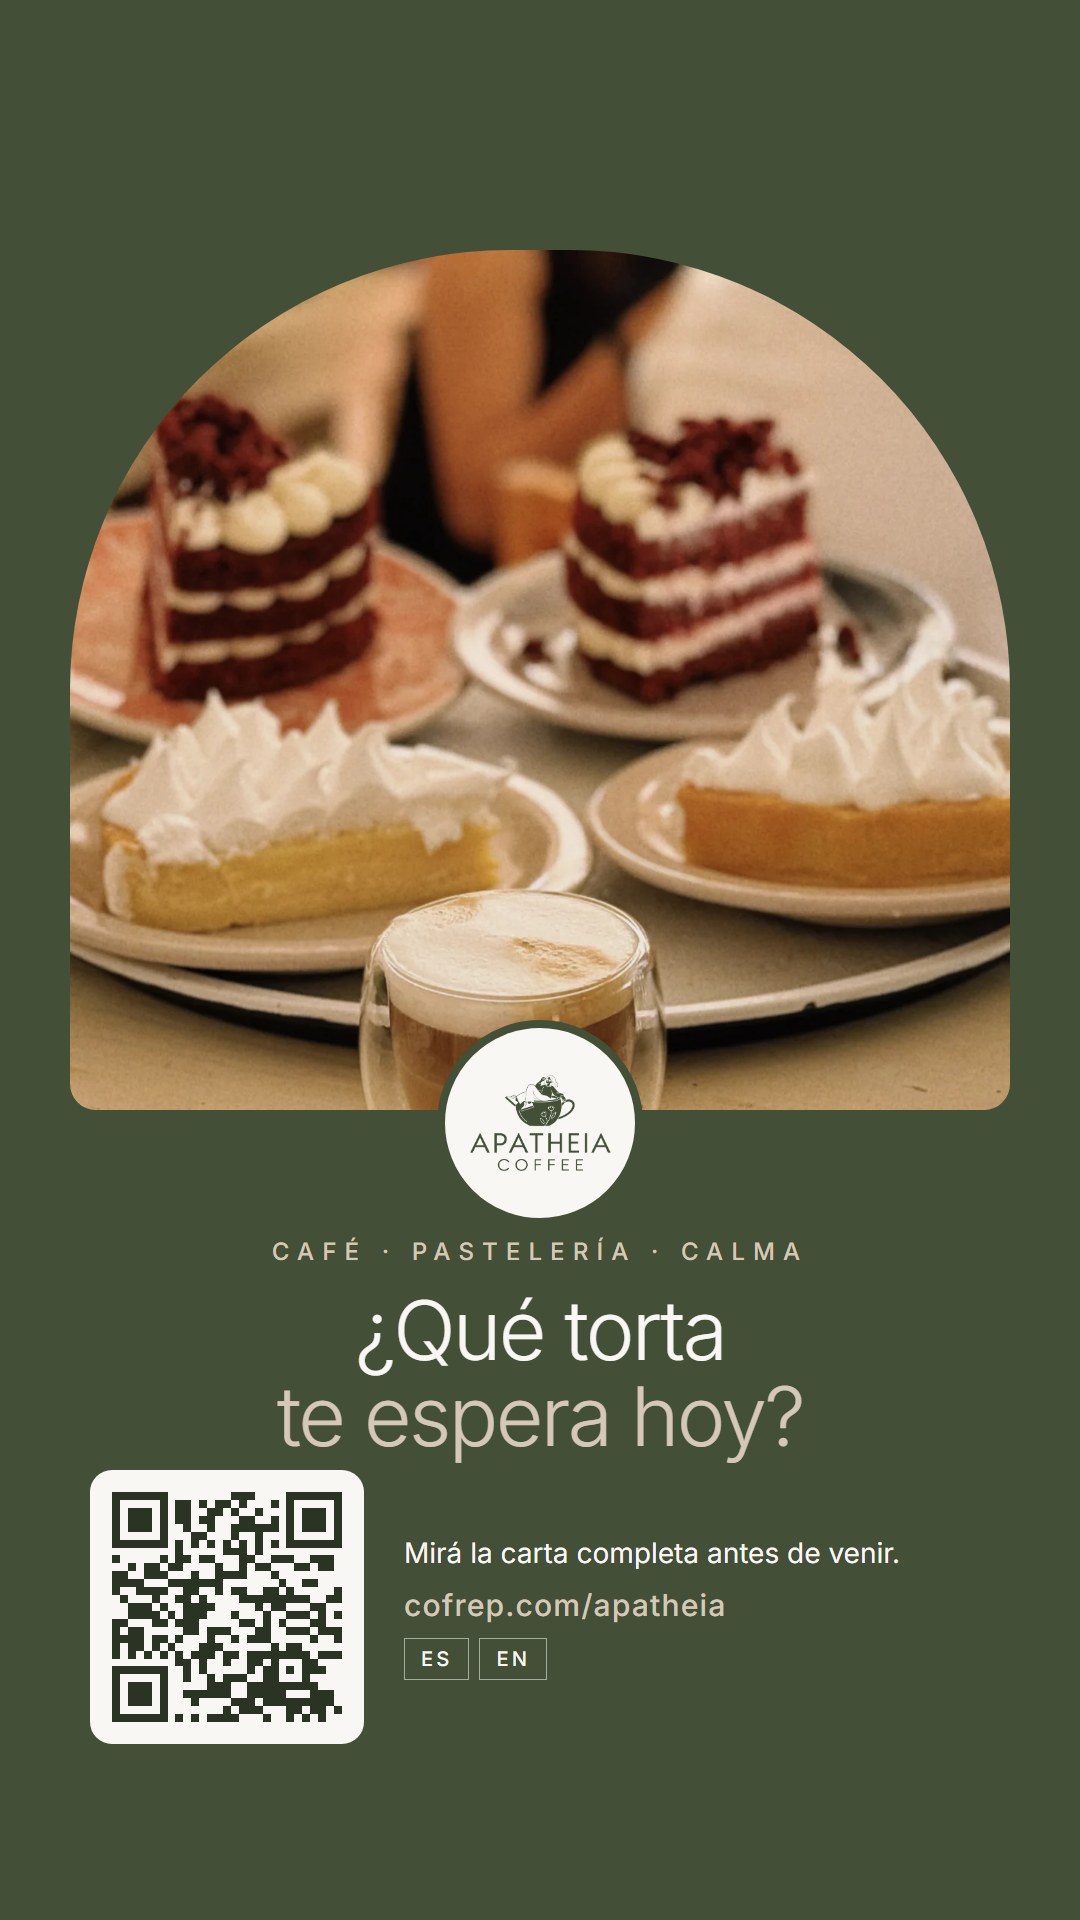 APATHEIA
COFFEE
CAFÉ · PASTELERÍA · CALMA
¿Qué torta
te espera hoy?
Mirá la carta completa antes de venir.
cofrep.com/apatheia
ES EN